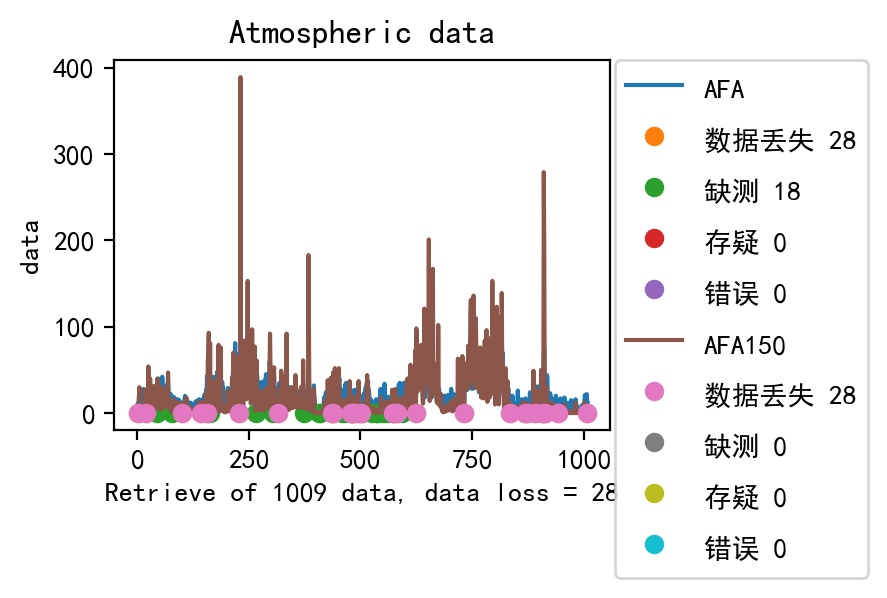 Atmospheric data
data
400
300
200
100
0
0 250 500 750 1000
Retrieve of 1009 data, data loss = 28
AFA
数据丢失 28
缺测 18
存疑 0
错误 0
AFA150
数据丢失 28
缺测 0
存疑 0
错误 0